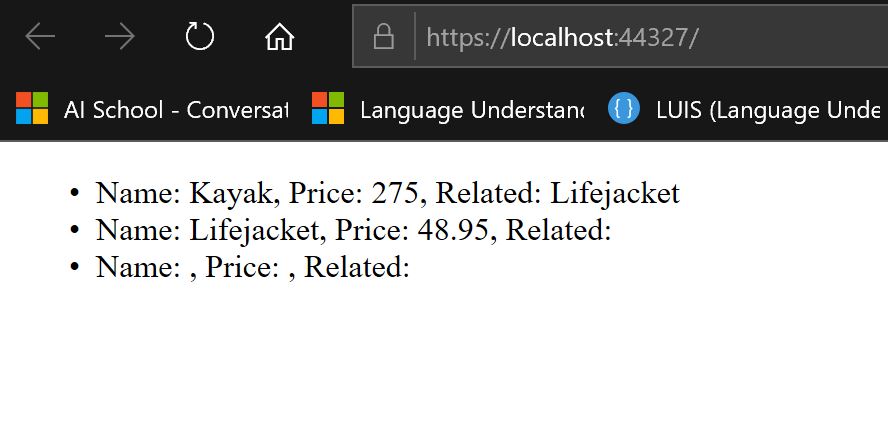 https://localhost:44327/
AI School - Conversat Language Understand {} LUIS (Language Unde
• Name: Kayak, Price: 275, Related: Lifejacket
• Name: Lifejacket, Price: 48.95, Related:
• Name: , Price: , Related: